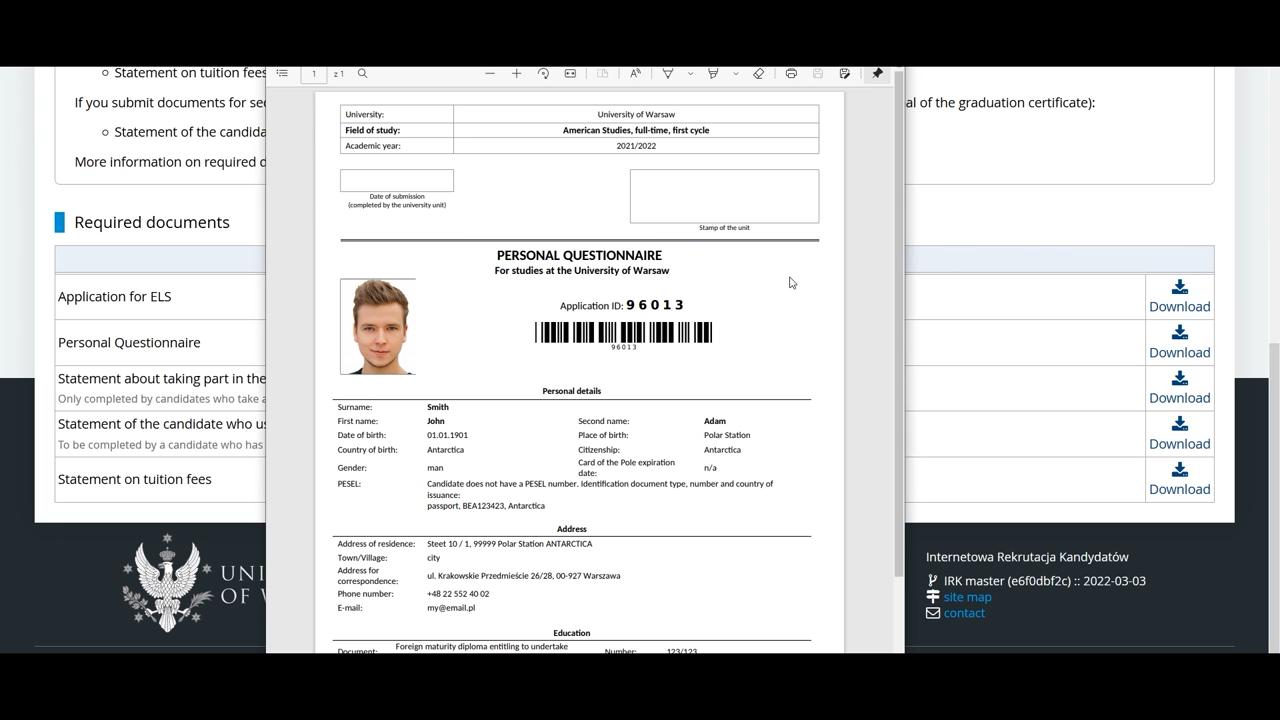 Statement on tuition fees
If you submit documents for sec
al of the graduation certificate):
Statement of the candida
More information on required d
Required documents
Application for ELS
Download
Personal Questionnaire
Download
Statement about taking part in the
Only completed by candidates who take a
Download
Statement of the candidate who us
To be completed by a candidate who has
Download
Statement on tuition fees
Download
1 z 1
University: University of Warsaw
Field of study: American Studies, full-time, first cycle
Academic year: 2021/2022
Date of submission
(completed by the university unit)
Stamp of the unit
PERSONAL QUESTIONNAIRE
For studies at the University of Warsaw
Application ID: 96013
96013
Personal details
Surname: Smith
First name: John Second name: Adam
Date of birth: 01.01.1901 Place of birth: Polar Station
Country of birth: Antarctica Citizenship: Antarctica
Gender: man Card of the Pole expiration date: n/a
PESEL: Candidate does not have a PESEL number. Identification document type, number and country of
issuance:
passport, BEA123423, Antarctica
Address
Address of residence: Steet 10 / 1, 99999 Polar Station ANTARCTICA
Town/Village: city
Address for correspondence: ul. Krakowskie Przedmieście 26/28, 00-927 Warszawa
Phone number: +48 22 552 40 02
E-mail: my@email.pl
Education
Foreign maturity diploma entitling to undertake
Document: Number: 123/123
UNI
OF W
Internetowa Rekrutacja Kandydatów
IRK master (e6f0dbf2c) :: 2022-03-03
site map
contact